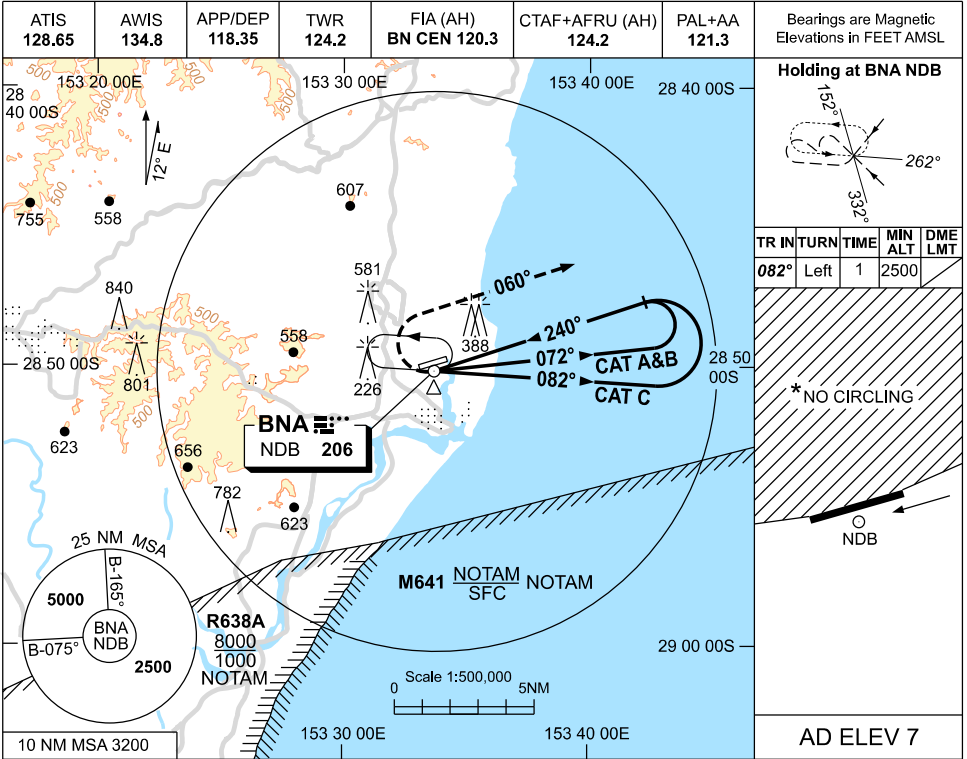 ATIS
128.65
AWIS
134.8
APP/DEP
118.35
TWR
124.2
FIA (AH)
BN CEN 120.3
CTAF+AFRU (AH)
124.2
PAL+AA
121.3
Bearings are Magnetic
Elevations in FEET AMSL
28
40 00S
153 20 00E
153 30 00E
153 40 00E
28 40 00S
500
500
500
500
500
12° E
755
558
607
581
840
801
558
226
388
060°
240°
072°
CAT A&B
082°
CAT C
28 50 00S
28 50
00S
BNA
NDB 206
623
656
782
623
500
500
25 NM MSA
B-165°
5000
BNA
NDB
B-075°
2500
R638A
8000
1000
NOTAM
M641 NOTAM NOTAM
SFC
29 00 00S
Scale 1:500,000
0
5NM
153 30 00E
153 40 00E
10 NM MSA 3200
Holding at BNA NDB
152°
262°
332°
TR IN
TURN
TIME
MIN
ALT
DME
LMT
082°
Left
1
2500
*NO CIRCLING
NDB
AD ELEV 7